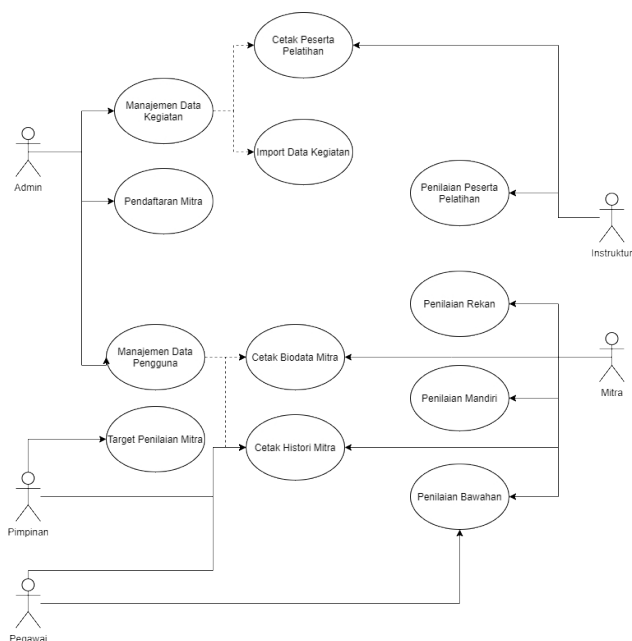 Cetak Peserta
Pelatihan
Manajemen Data
Kegiatan
Import Data Kegiatan
Admin
Pendaftaran Mitra
Penilaian Peserta
Pelatihan
Instruktur
Penilaian Rekan
Manajemen Data
Pengguna
Cetak Biodata Mitra
Mitra
Penilaian Mandiri
Target Penilaian Mitra
Cetak Histori Mitra
Penilaian Bawahan
Pimpinan
Pegawai